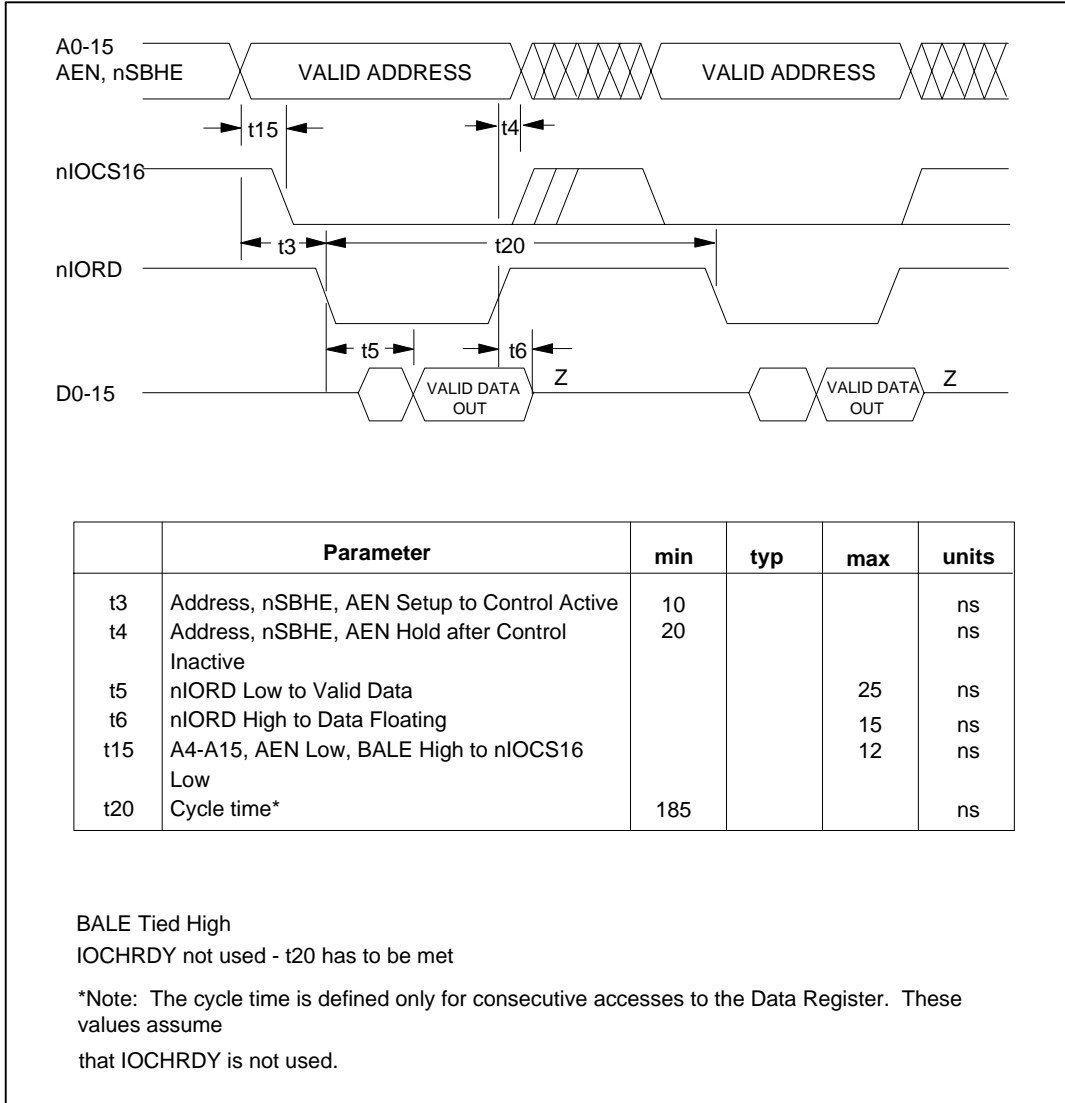 A0-15
AEN, nSBHE
VALID ADDRESS
VALID ADDRESS
t15
t4
nIOCS16
t3
t20
nIORD
t5
t6
D0-15
VALID DATA
OUT
Z
VALID DATA
OUT
Z
Parameter min typ max units
t3 Address, nSBHE, AEN Setup to Control Active 10 ns
t4 Address, nSBHE, AEN Hold after Control 20 ns
Inactive
t5 nIORD Low to Valid Data 25 ns
t6 nIORD High to Data Floating 15 ns
t15 A4-A15, AEN Low, BALE High to nIOCS16 12 ns
Low
t20 Cycle time* 185 ns
BALE Tied High
IOCHRDY not used - t20 has to be met
*Note: The cycle time is defined only for consecutive accesses to the Data Register. These
values assume
that IOCHRDY is not used.